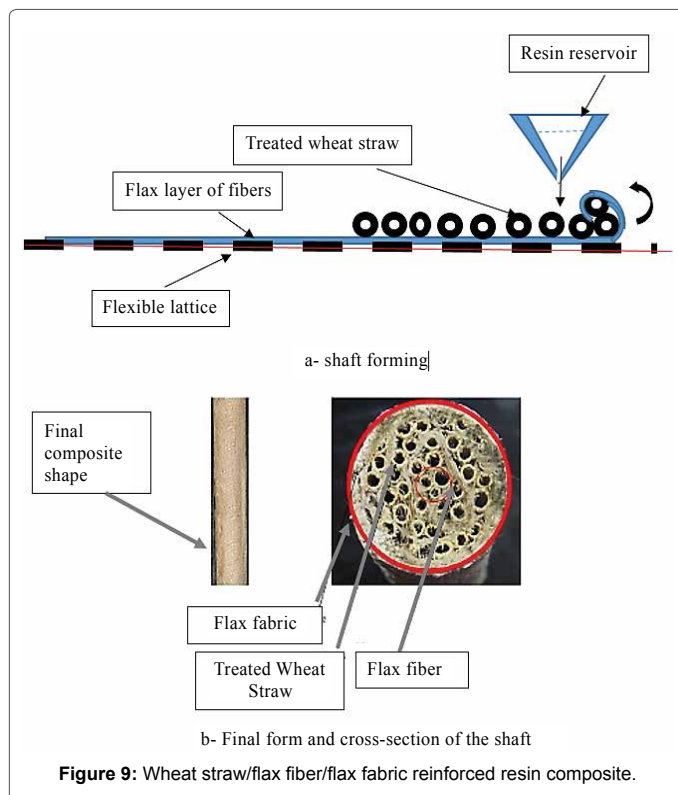 Resin reservoir
Treated wheat straw
Flax layer of fibers
Flexible lattice
a- shaft forming
Final
composite
shape
Flax fabric
Treated Wheat
Straw
Flax fiber
b- Final form and cross-section of the shaft
Figure 9: Wheat straw/flax fiber/flax fabric reinforced resin composite.